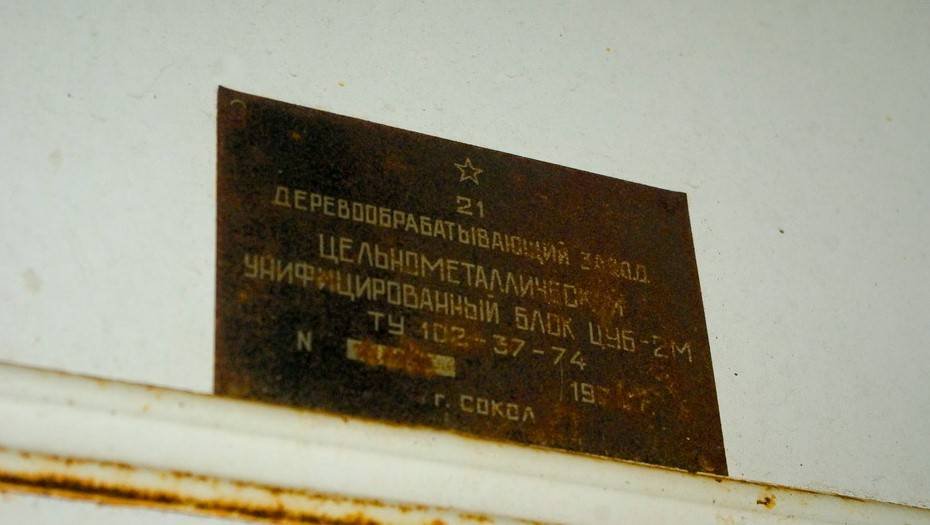 21
ДЕРЕВООБРАБАТЫВАЮЩИЙ ЗАВОД
ЦЕЛЬНОМЕТАЛЛИЧЕСКИЙ
УНИФИЦИРОВАННЫЙ БЛОК ЦУБ-2М
ТУ 102-37-74
N
г. СОКОЛ